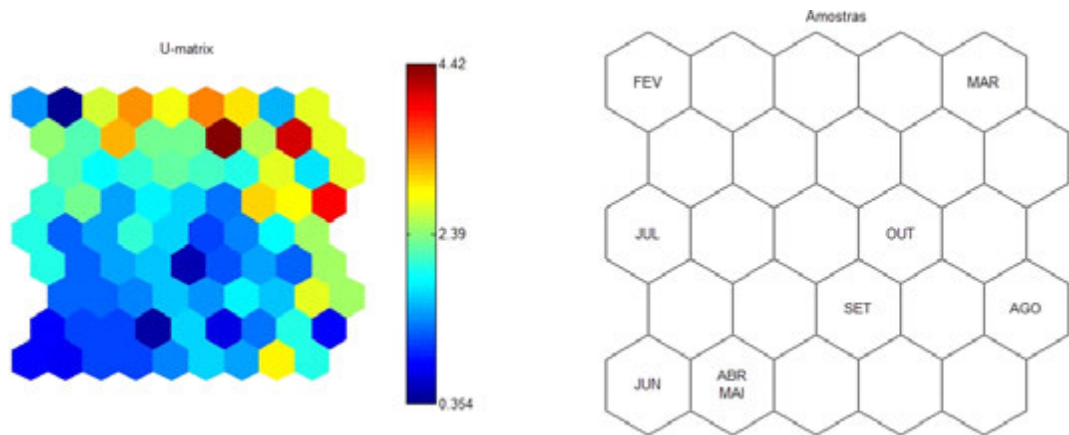 U-matrix
4.42
2.39
0.354
Amostras
FEV
MAR
JUL
OUT
SET
AGO
JUN
ABR
MAI